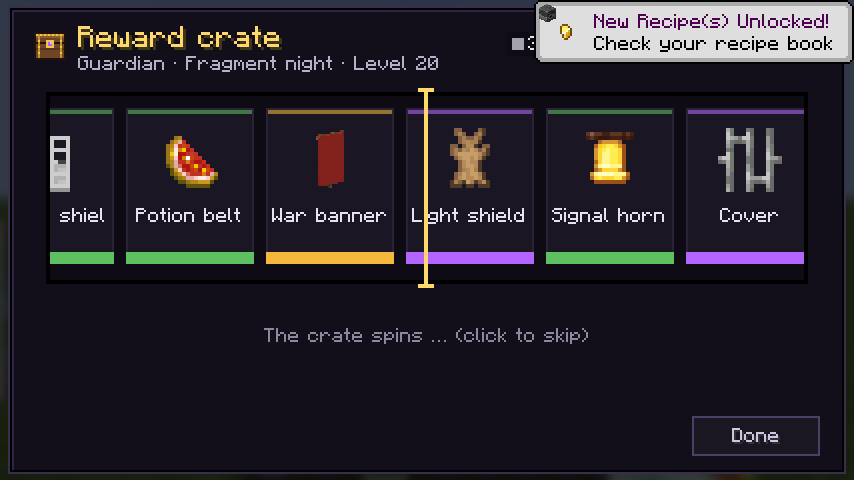 Reward crate
Guardian · Fragment night · Level 20
New Recipe(s) Unlocked!
Check your recipe book
shiel
Potion belt
War banner
Light shield
Signal horn
Cover
The crate spins ... (click to skip)
Done